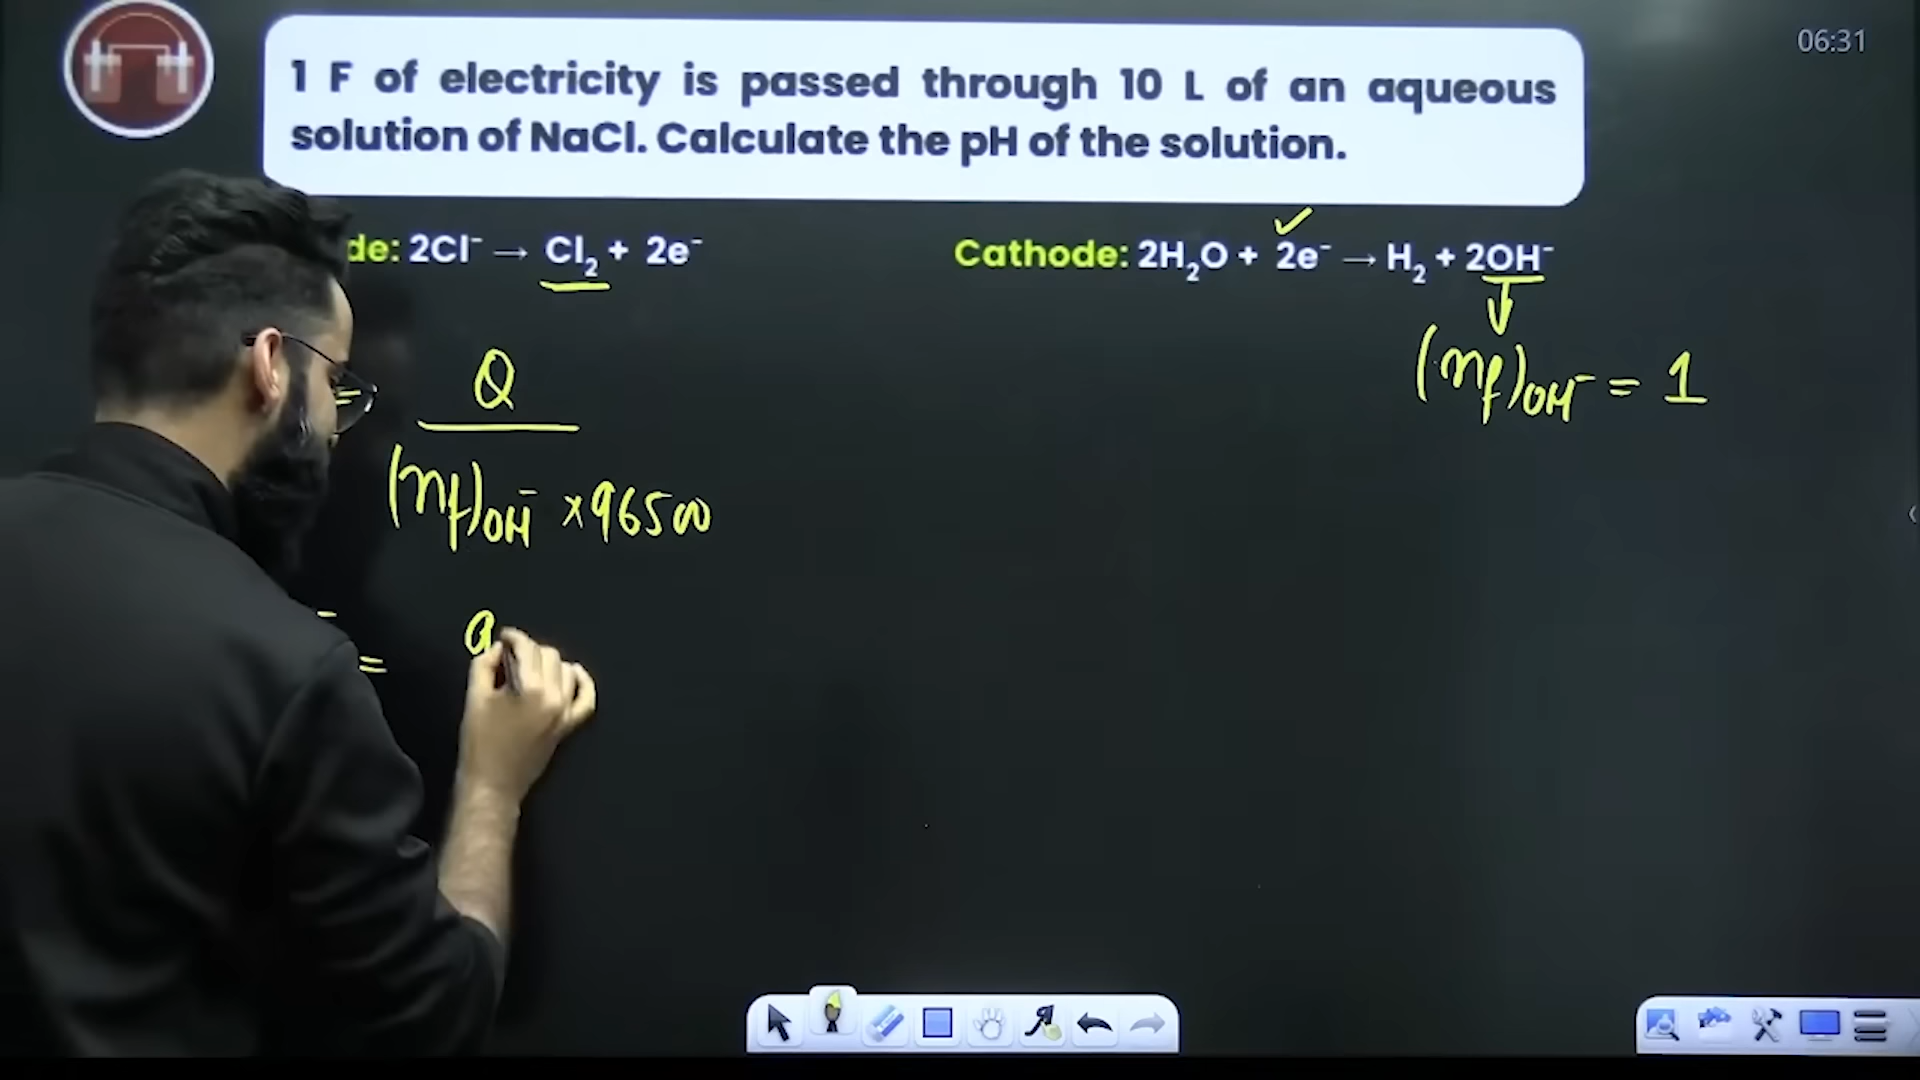 06:31
1 F of electricity is passed through 10 L of an aqueous
solution of NaCl. Calculate the pH of the solution.
de: 2Cl⁻ → Cl₂ + 2e⁻
Cathode: 2H₂O + 2e⁻ → H₂ + 2OH⁻
(nf)OH⁻ = 1
= Q
(nf)OH⁻ × 96500
=